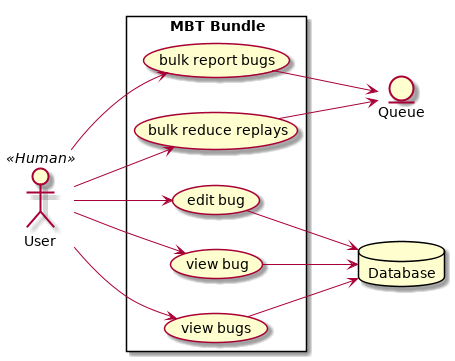 MBT Bundle
bulk report bugs
Queue
bulk reduce replays
«Human»
User
edit bug
view bug
Database
view bugs